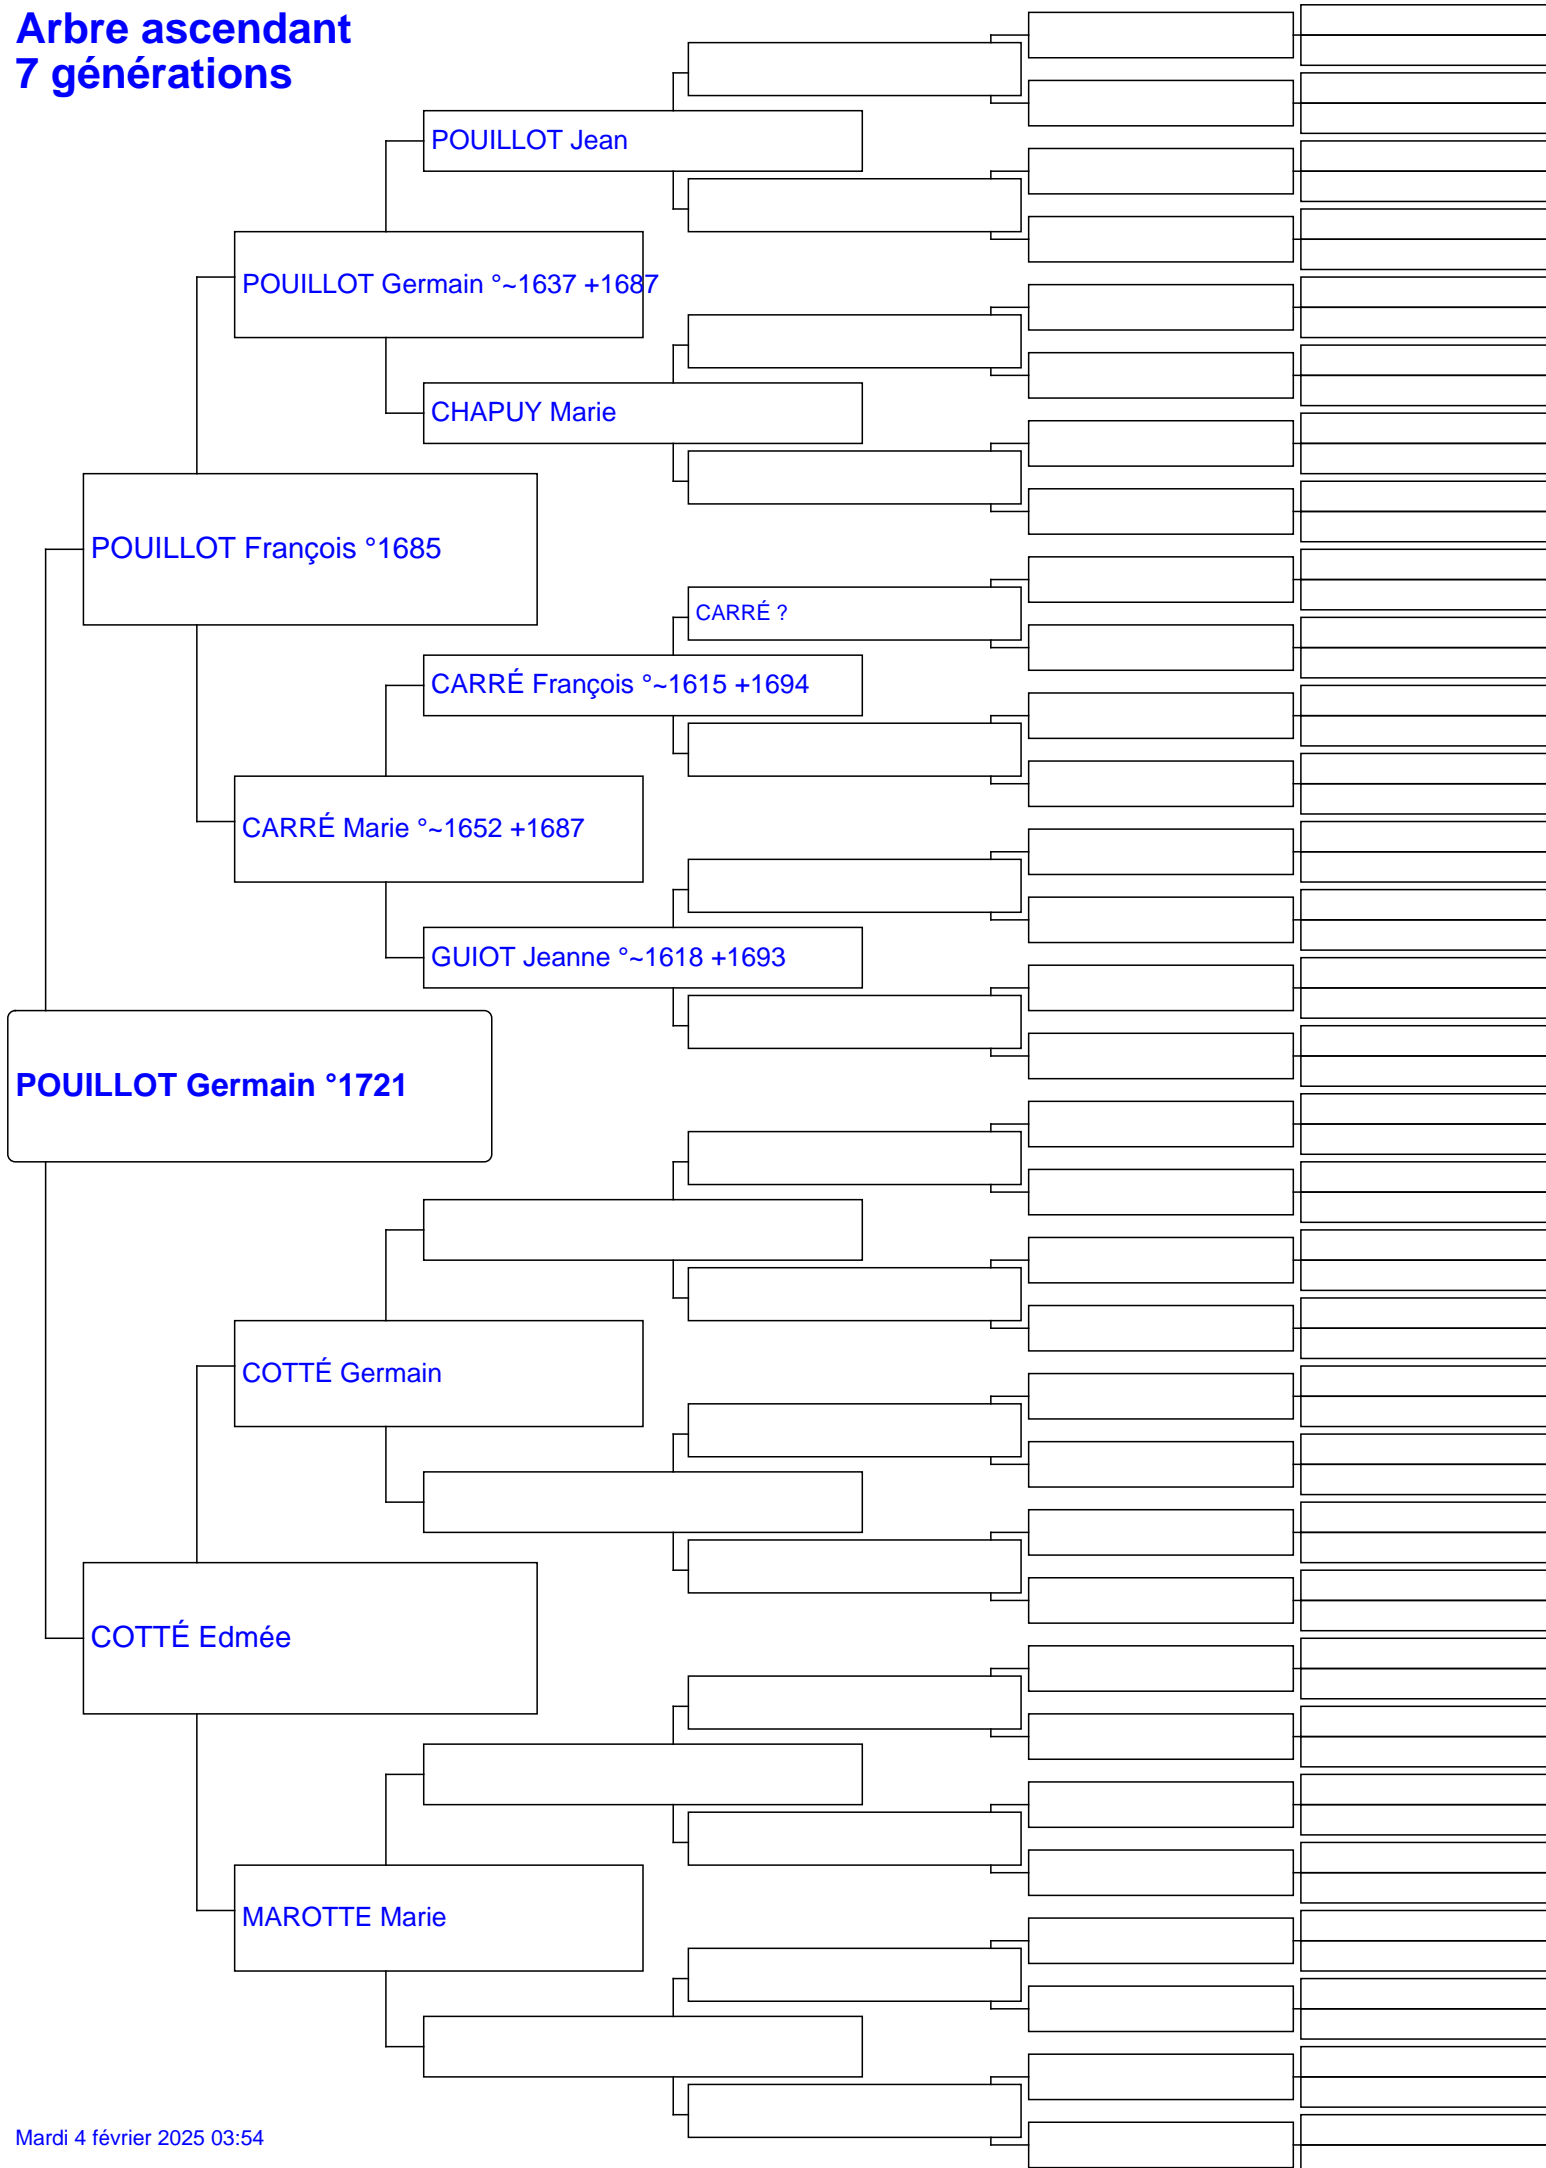 Arbre ascendant
7 générations
POUILLOT Jean
POUILLOT Germain °~1637 +1687
CHAPUY Marie
POUILLOT François °1685
CARRÉ ?
CARRÉ François °~1615 +1694
CARRÉ Marie °~1652 +1687
GUIOT Jeanne °~1618 +1693
POUILLOT Germain °1721
COTTÉ Germain
COTTÉ Edmée
MAROTTE Marie
Mardi 4 février 2025 03:54